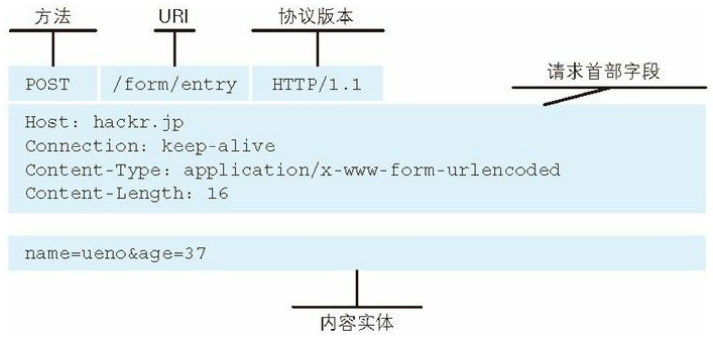 方法 URI 协议版本
POST /form/entry HTTP/1.1
请求首部字段
Host: hackr.jp
Connection: keep-alive
Content-Type: application/x-www-form-urlencoded
Content-Length: 16
name=ueno&age=37
内容实体